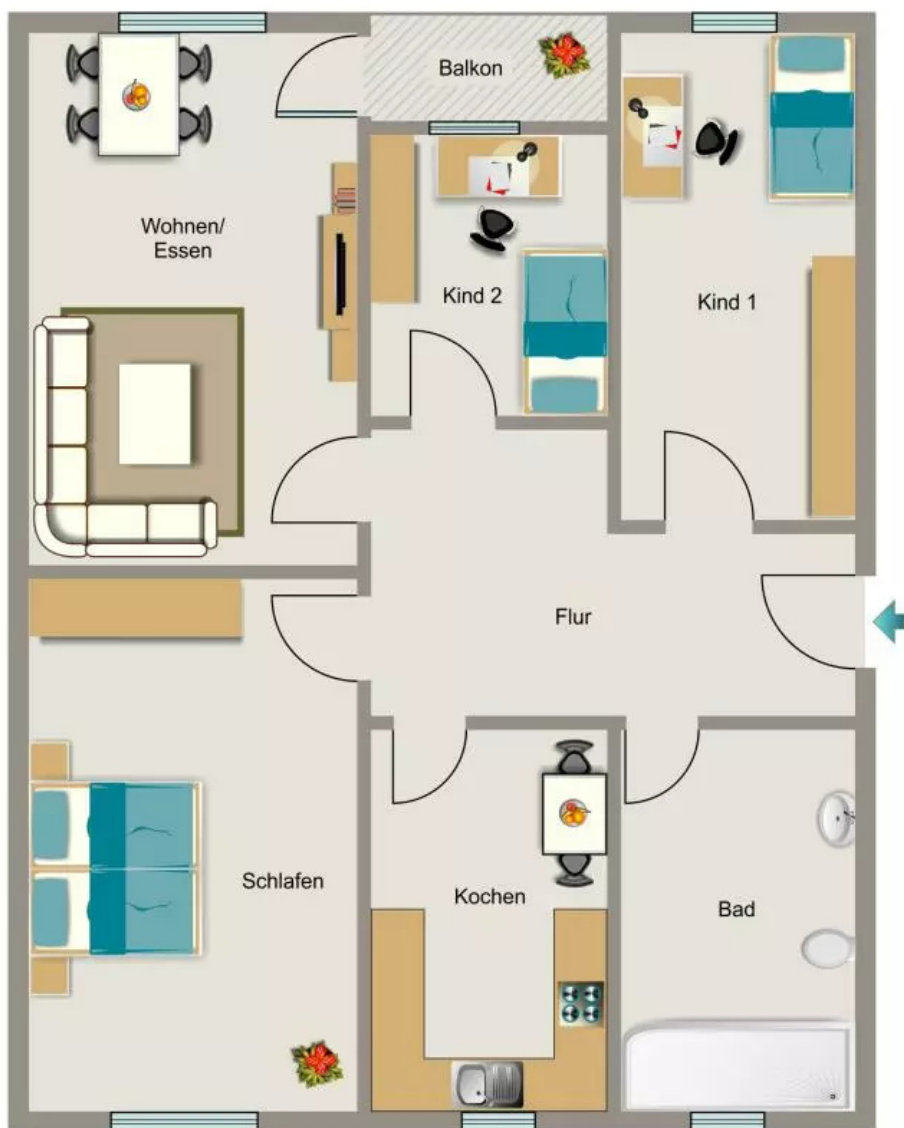 Balkon
Wohnen/
Essen
Kind 2
Kind 1
Flur
Schlafen
Kochen
Bad